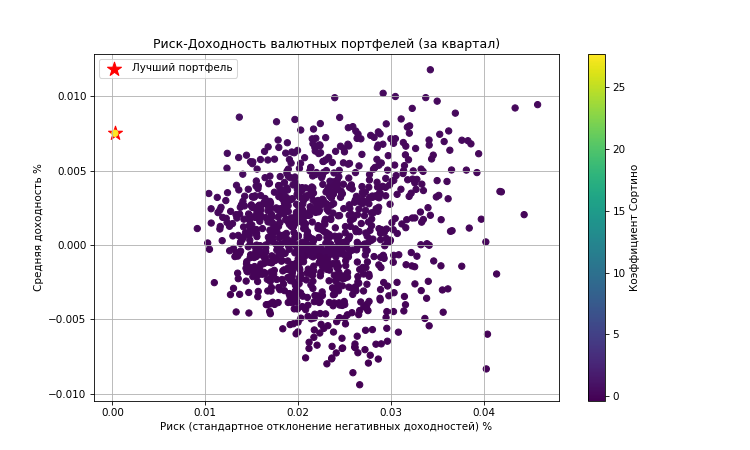 Риск-Доходность валютных портфелей (за квартал)
Лучший портфель
Средняя доходность %
0.010
0.005
0.000
−0.005
−0.010
0.00 0.01 0.02 0.03 0.04
Риск (стандартное отклонение негативных доходностей) %
25
20
15
10
5
0
Коэффициент Сортино